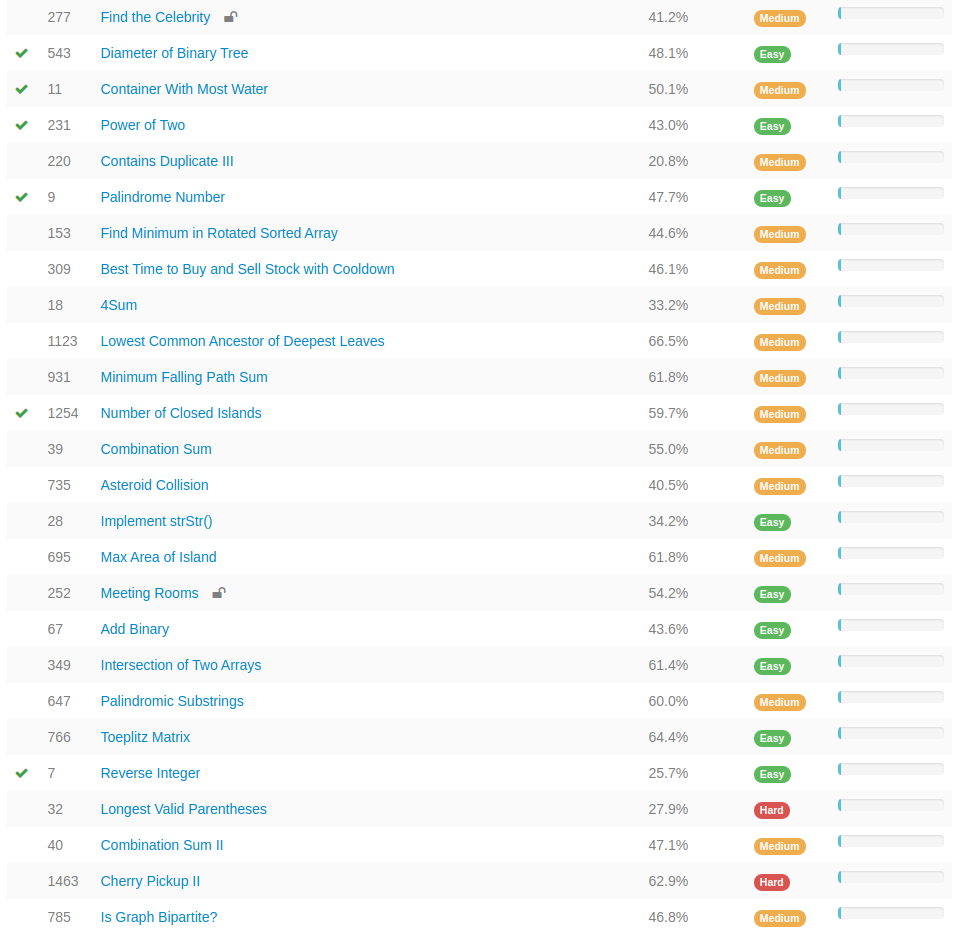 277 Find the Celebrity 41.2% Medium
543 Diameter of Binary Tree 48.1% Easy
11 Container With Most Water 50.1% Medium
231 Power of Two 43.0% Easy
220 Contains Duplicate III 20.8% Medium
9 Palindrome Number 47.7% Easy
153 Find Minimum in Rotated Sorted Array 44.6% Medium
309 Best Time to Buy and Sell Stock with Cooldown 46.1% Medium
18 4Sum 33.2% Medium
1123 Lowest Common Ancestor of Deepest Leaves 66.5% Medium
931 Minimum Falling Path Sum 61.8% Medium
1254 Number of Closed Islands 59.7% Medium
39 Combination Sum 55.0% Medium
735 Asteroid Collision 40.5% Medium
28 Implement strStr() 34.2% Easy
695 Max Area of Island 61.8% Medium
252 Meeting Rooms 54.2% Easy
67 Add Binary 43.6% Easy
349 Intersection of Two Arrays 61.4% Easy
647 Palindromic Substrings 60.0% Medium
766 Toeplitz Matrix 64.4% Easy
7 Reverse Integer 25.7% Easy
32 Longest Valid Parentheses 27.9% Hard
40 Combination Sum II 47.1% Medium
1463 Cherry Pickup II 62.9% Hard
785 Is Graph Bipartite? 46.8% Medium